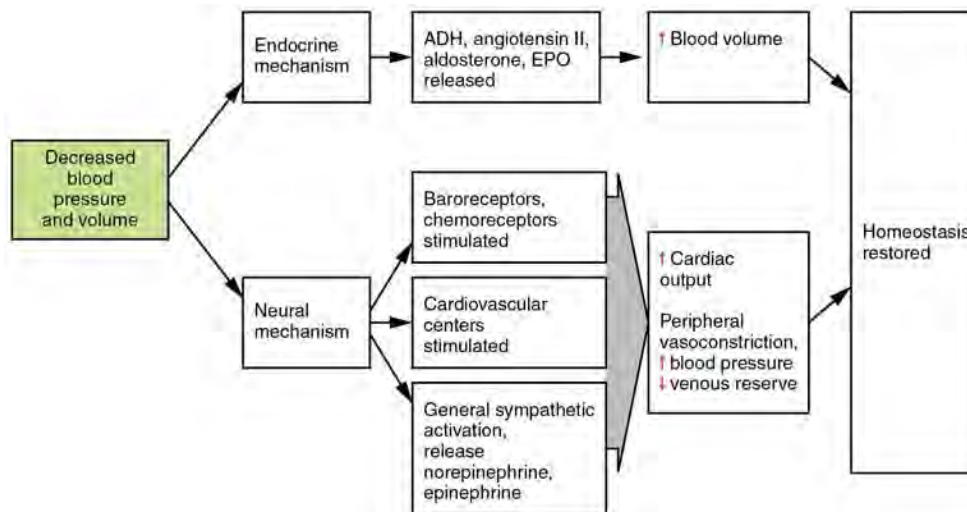 Decreased
blood
pressure
and volume
Endocrine
mechanism
ADH, angiotensin II,
aldosterone, EPO
released
↑ Blood volume
Neural
mechanism
Baroreceptors,
chemoreceptors
stimulated
Cardiovascular
centers
stimulated
General sympathetic
activation,
release
norepinephrine,
epinephrine
↑ Cardiac
output
Peripheral
vasoconstriction,
↑ blood pressure
↓ venous reserve
Homeostasis
restored